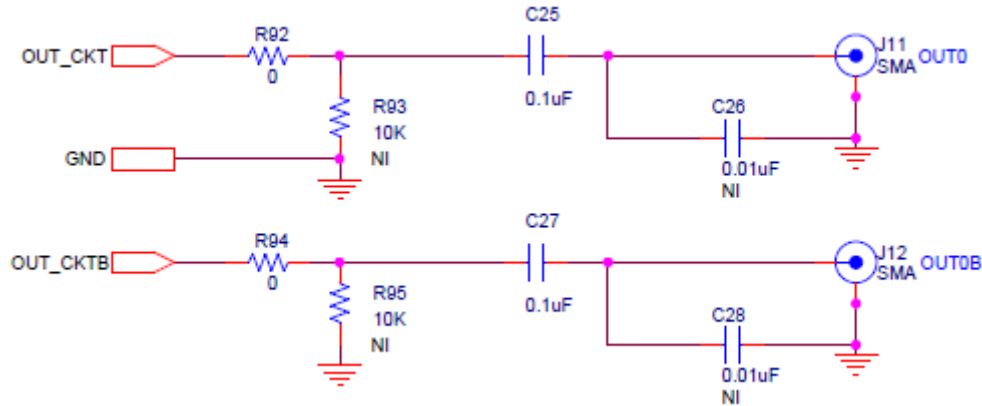 R92
C25
OUT_CKT
J11 OUT0
SMA
0
R93
10K
NI
0.1uF
C26
GND
0.01uF
NI
R94
C27
OUT_CKTB
J12 OUT0B
SMA
0
R95
10K
NI
0.1uF
C28
0.01uF
NI